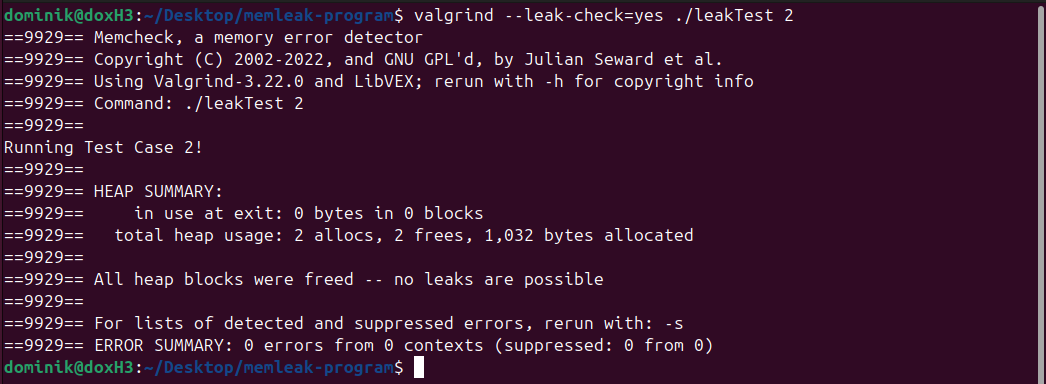 dominik@doxH3:~/Desktop/memleak-program$ valgrind --leak-check=yes ./leakTest 2
==9929== Memcheck, a memory error detector
==9929== Copyright (C) 2002-2022, and GNU GPL'd, by Julian Seward et al.
==9929== Using Valgrind-3.22.0 and LibVEX; rerun with -h for copyright info
==9929== Command: ./leakTest 2
==9929==
Running Test Case 2!
==9929==
==9929== HEAP SUMMARY:
==9929==     in use at exit: 0 bytes in 0 blocks
==9929==   total heap usage: 2 allocs, 2 frees, 1,032 bytes allocated
==9929==
==9929== All heap blocks were freed -- no leaks are possible
==9929==
==9929== For lists of detected and suppressed errors, rerun with: -s
==9929== ERROR SUMMARY: 0 errors from 0 contexts (suppressed: 0 from 0)
dominik@doxH3:~/Desktop/memleak-program$